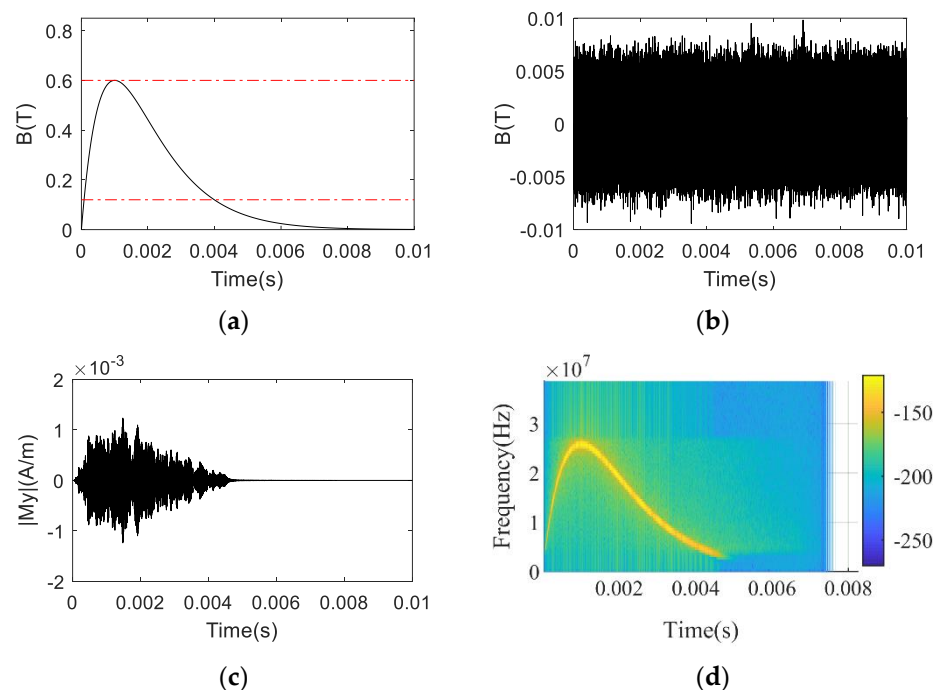 0.8
0.6
0.4
0.2
0
B(T)
0 0.002 0.004 0.006 0.008 0.01
Time(s)
(a)
0.01
0.005
0
-0.005
-0.01
B(T)
0 0.002 0.004 0.006 0.008 0.01
Time(s)
(b)
×10⁻³
2
1
0
-1
-2
|My|(A/m)
0 0.002 0.004 0.006 0.008 0.01
Time(s)
(c)
×10⁷
3
2
1
0
Frequency(Hz)
0.002 0.004 0.006 0.008
Time(s)
-150
-200
-250
(d)